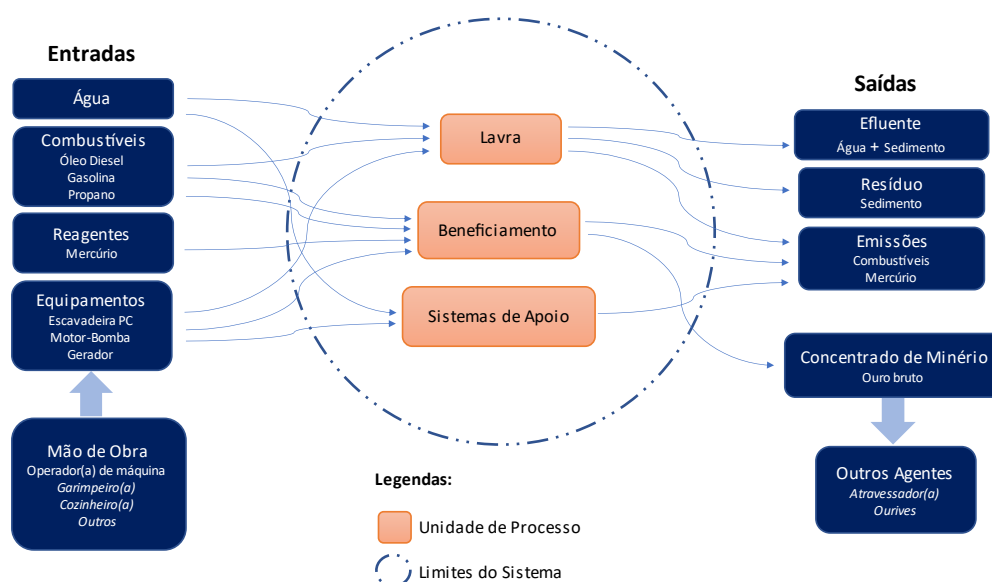 Entradas
Água
Combustíveis
Óleo Diesel
Gasolina
Propano
Reagentes
Mercúrio
Equipamentos
Escavadeira PC
Motor-Bomba
Gerador
Mão de Obra
Operador(a) de máquina
Garimpeiro(a)
Cozinheiro(a)
Outros
Lavra
Beneficiamento
Sistemas de Apoio
Saídas
Efluente
Água + Sedimento
Resíduo
Sedimento
Emissões
Combustíveis
Mercúrio
Concentrado de Minério
Ouro bruto
Outros Agentes
Atravessador(a)
Ourives
Legendas:
Unidade de Processo
Limites do Sistema